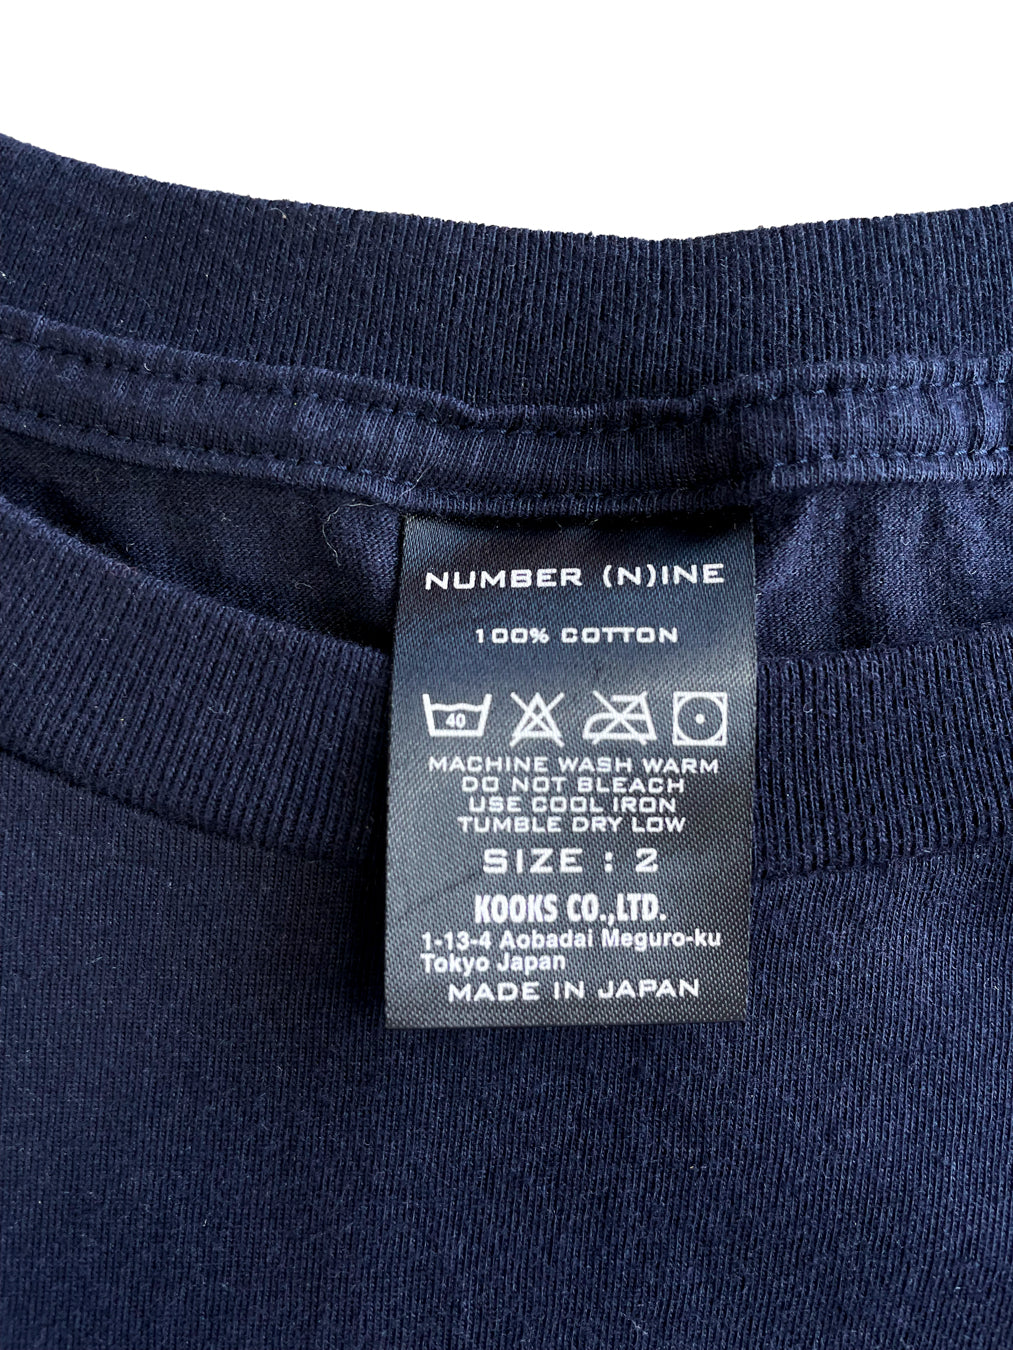 NUMBER (N)INE
100% COTTON
40
MACHINE WASH WARM
DO NOT BLEACH
USE COOL IRON
TUMBLE DRY LOW
SIZE : 2
KOOKS CO.,LTD.
1-13-4 Aobadai Meguro-ku
Tokyo Japan
MADE IN JAPAN